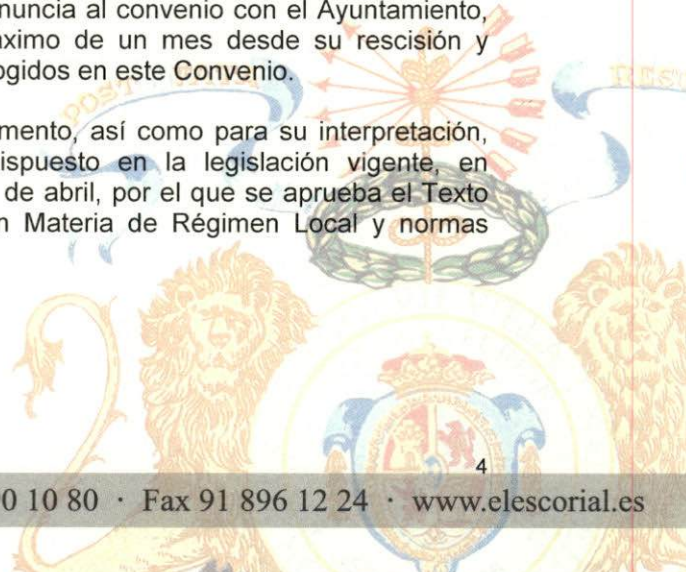 nuncia al convenio con el Ayuntamiento,
áximo de un mes desde su rescisión y
ogidos en este Convenio.
mento, así como para su interpretación,
ispuesto en la legislación vigente, en
de abril, por el que se aprueba el Texto
n Materia de Régimen Local y normas
POST
4
0 10 80 · Fax 91 896 12 24 · www.elescorial.es